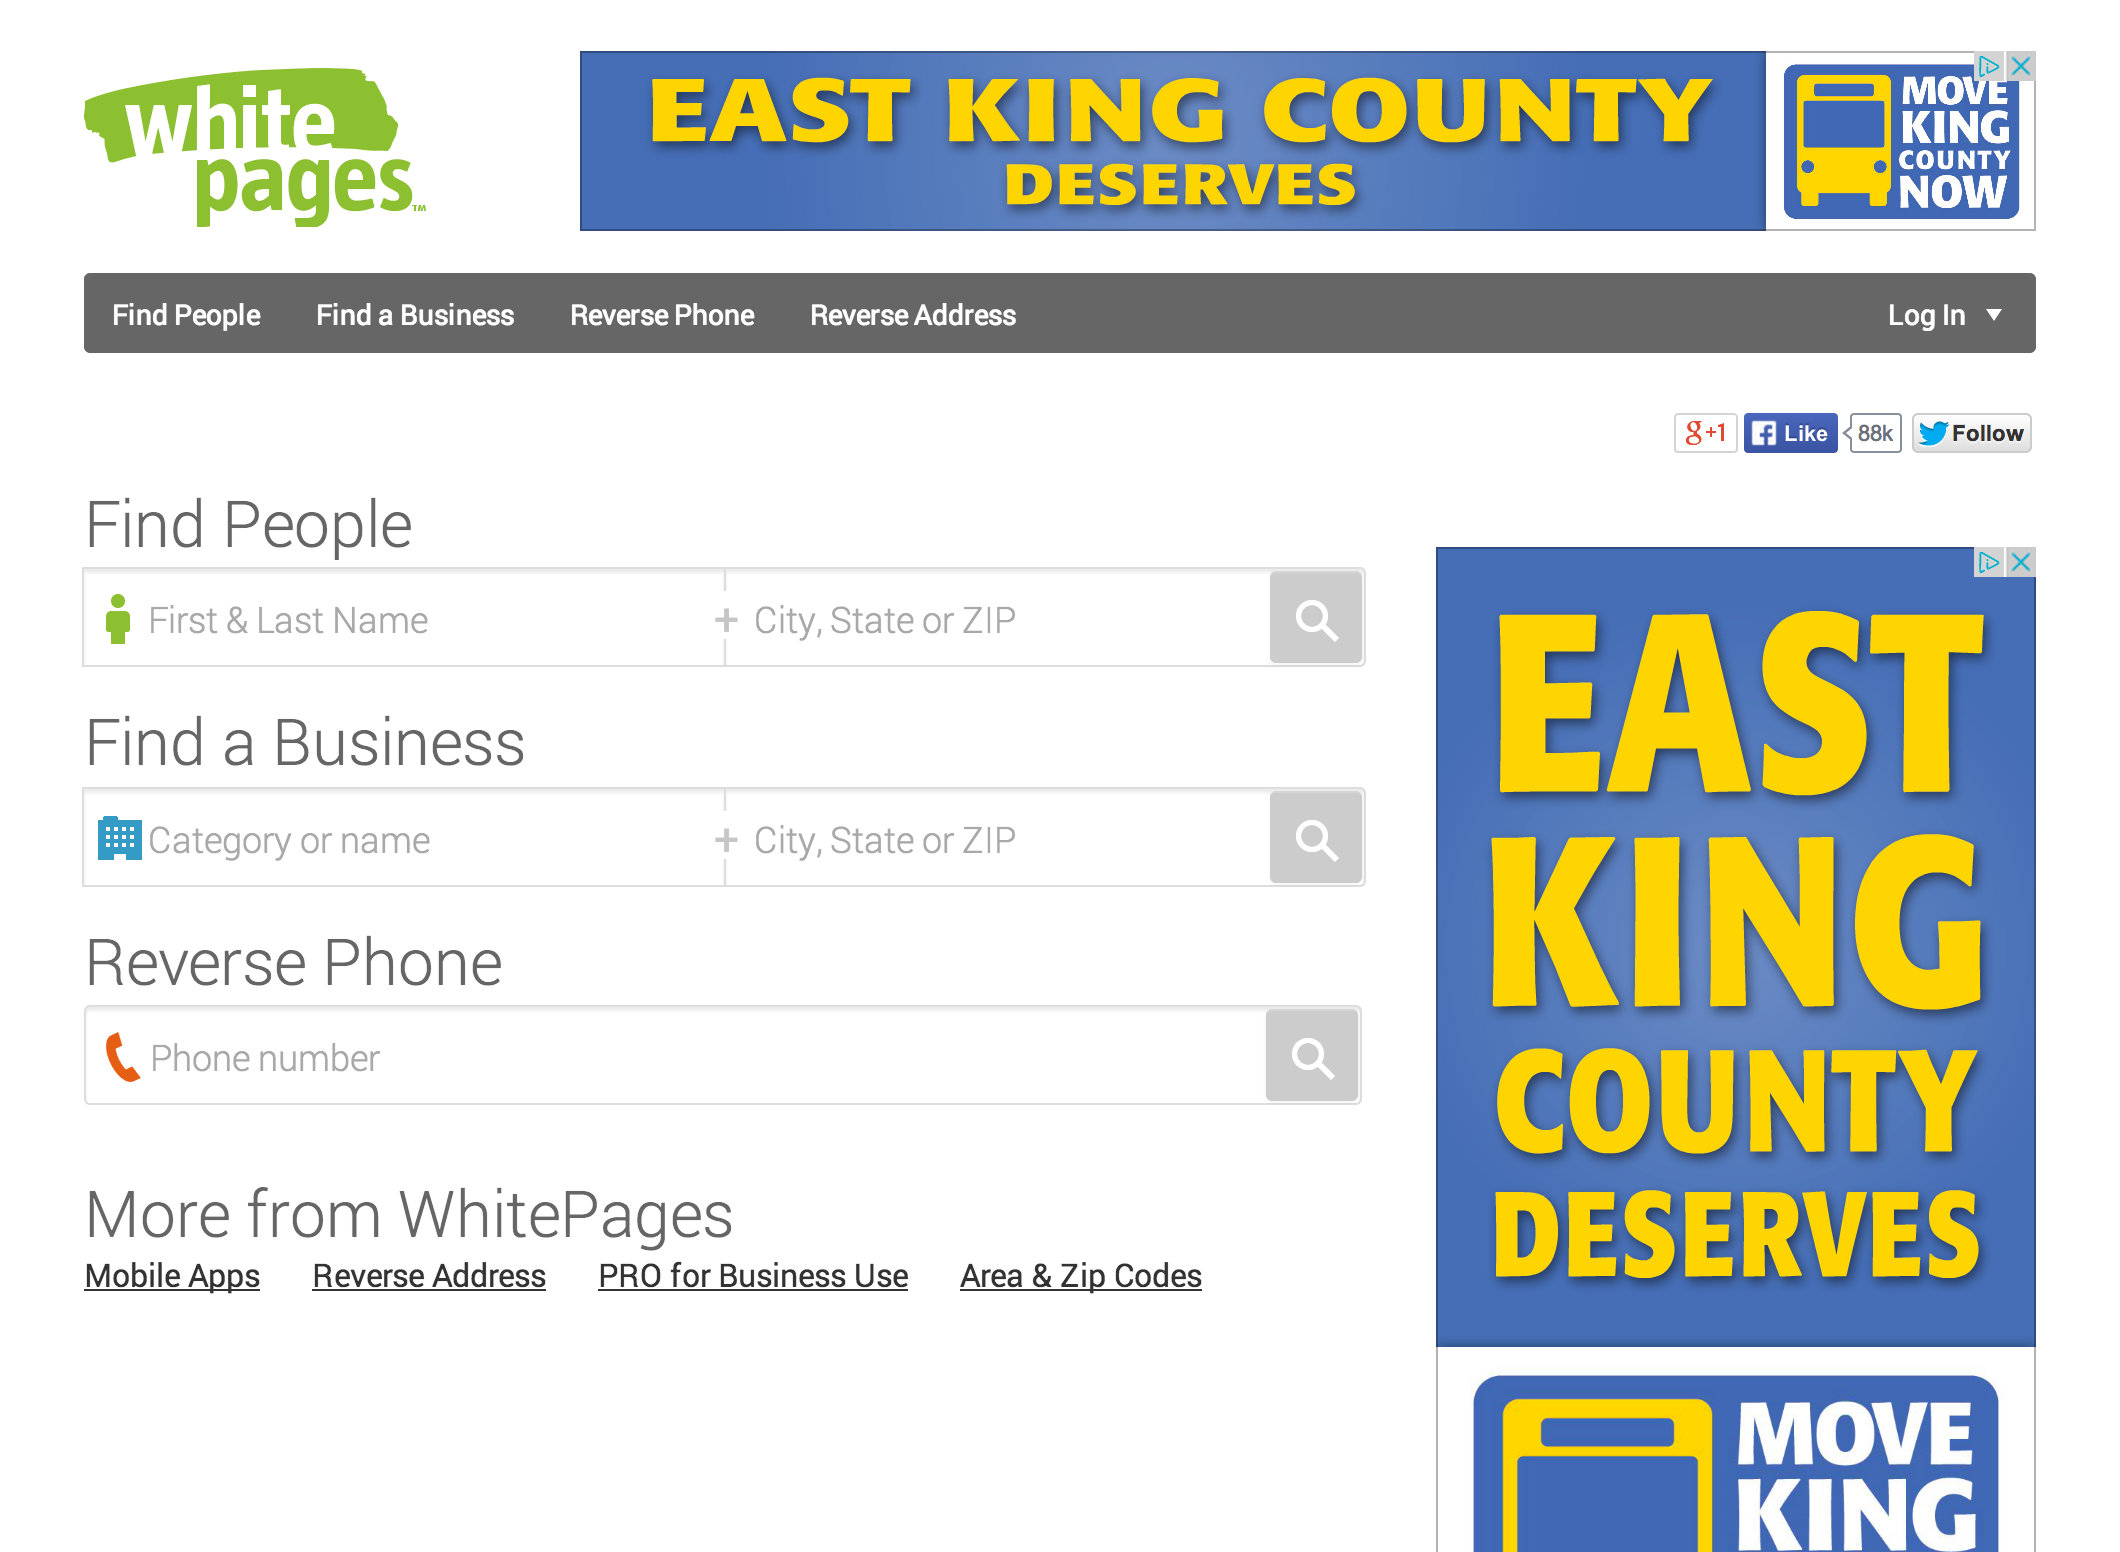 white
pages™
EAST KING COUNTY
DESERVES
MOVE
KING
COUNTY
NOW
Find People
Find a Business
Reverse Phone
Reverse Address
Log In
g+1
Like
88k
Follow
Find People
First & Last Name
+ City, State or ZIP
Find a Business
Category or name
+ City, State or ZIP
Reverse Phone
Phone number
More from WhitePages
Mobile Apps
Reverse Address
PRO for Business Use
Area & Zip Codes
EAST
KING
COUNTY
DESERVES
MOVE
KING